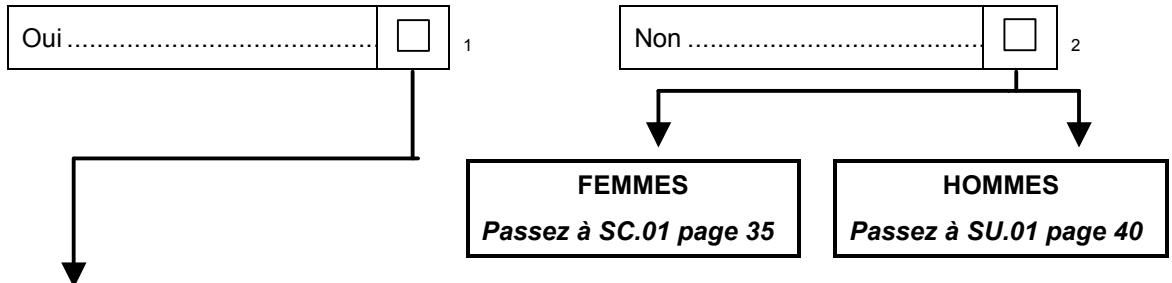 Oui .......................................... 1
Non ........................................ 2
FEMMES
Passez à SC.01 page 35
HOMMES
Passez à SU.01 page 40